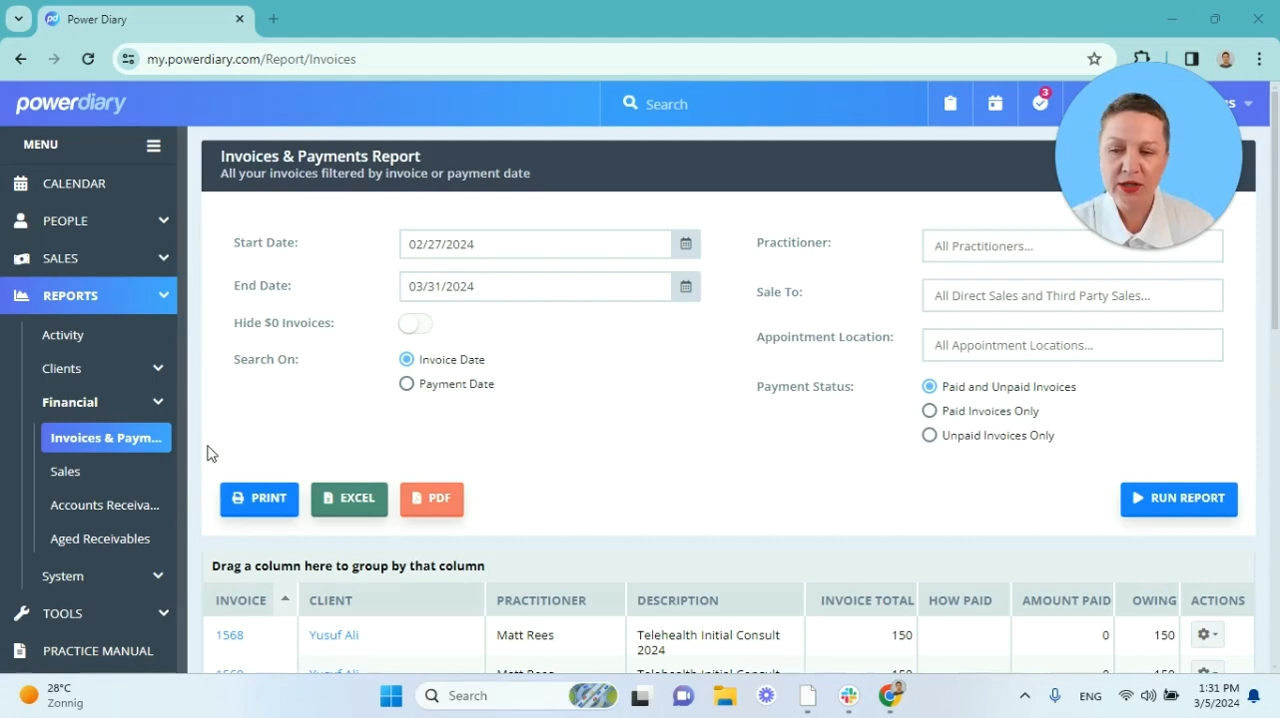 pd Power Diary
my.powerdiary.com/Report/Invoices
powerdiary
Search
3
MENU
CALENDAR
PEOPLE
SALES
REPORTS
Activity
Clients
Financial
Invoices & Paym...
Sales
Accounts Receiva...
Aged Receivables
System
TOOLS
PRACTICE MANUAL
Invoices & Payments Report
All your invoices filtered by invoice or payment date
Start Date:
02/27/2024
End Date:
03/31/2024
Hide $0 Invoices:
Search On:
Invoice Date
Payment Date
Practitioner:
All Practitioners...
Sale To:
All Direct Sales and Third Party Sales...
Appointment Location:
All Appointment Locations...
Payment Status:
Paid and Unpaid Invoices
Paid Invoices Only
Unpaid Invoices Only
PRINT
EXCEL
PDF
RUN REPORT
Drag a column here to group by that column
INVOICE CLIENT PRACTITIONER DESCRIPTION INVOICE TOTAL HOW PAID AMOUNT PAID OWING ACTIONS
1568 Yusuf Ali Matt Rees Telehealth Initial Consult 150 0 150
2024
28°C
Zonnig
Search
ENG
1:31 PM
3/5/2024